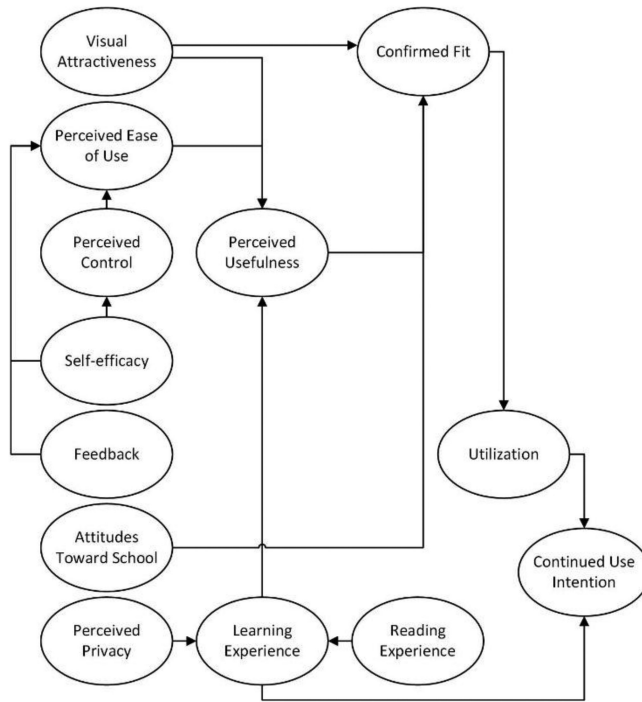 Visual
Attractiveness
Confirmed Fit
Perceived Ease
of Use
Perceived
Control
Perceived
Usefulness
Self-efficacy
Feedback
Utilization
Attitudes
Toward School
Continued Use
Intention
Perceived
Privacy
Learning
Experience
Reading
Experience